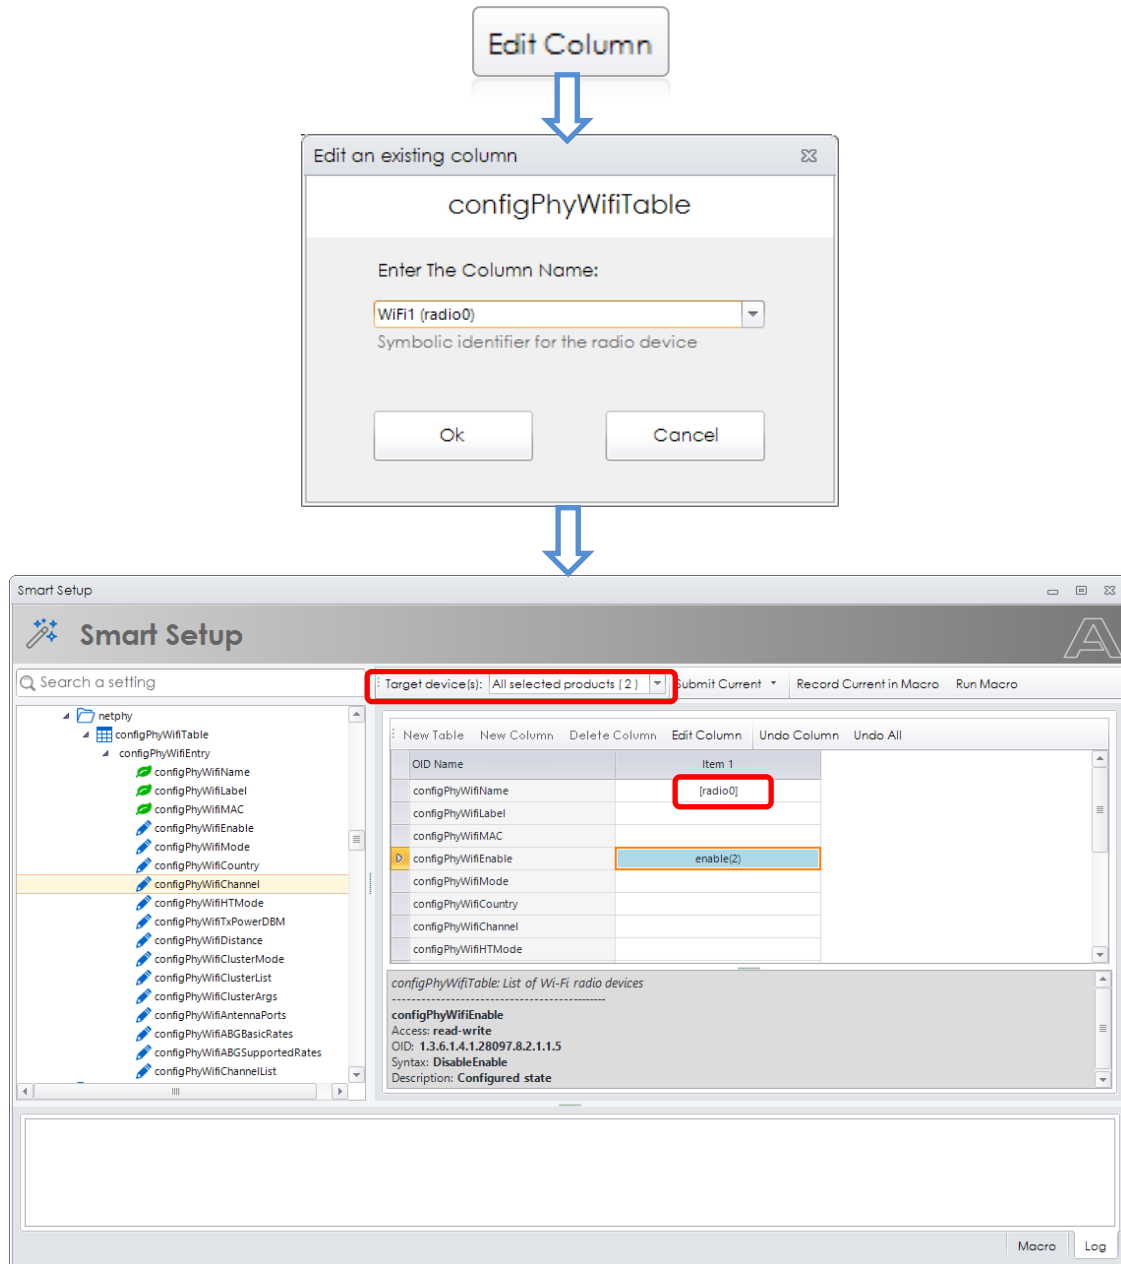 Edit Column
Edit an existing column
configPhyWifiTable
Enter The Column Name:
WiFi1 (radio0)
Symbolic identifier for the radio device
Ok
Cancel
Smart Setup
Smart Setup
Search a setting
Target device(s): All selected products ( 2 )
Submit Current
Record Current in Macro
Run Macro
netphy
configPhyWifiTable
configPhyWifiEntry
configPhyWifiName
configPhyWifiLabel
configPhyWifiMAC
configPhyWifiEnable
configPhyWifiMode
configPhyWifiCountry
configPhyWifiChannel
configPhyWifiHTMode
configPhyWifiTxPowerDBM
configPhyWifiDistance
configPhyWifiClusterMode
configPhyWifiClusterList
configPhyWifiClusterArgs
configPhyWifiAntennaPorts
configPhyWifiABGBasicRates
configPhyWifiABGSupportedRates
configPhyWifiChannelList
New Table New Column Delete Column Edit Column Undo Column Undo All
OID Name Item 1
configPhyWifiName [radio0]
configPhyWifiLabel
configPhyWifiMAC
configPhyWifiEnable enable(2)
configPhyWifiMode
configPhyWifiCountry
configPhyWifiChannel
configPhyWifiHTMode
configPhyWifiTable: List of Wi-Fi radio devices
----------------------------------------------
configPhyWifiEnable
Access: read-write
OID: 1.3.6.1.4.1.28097.8.2.1.1.5
Syntax: DisableEnable
Description: Configured state
Macro Log